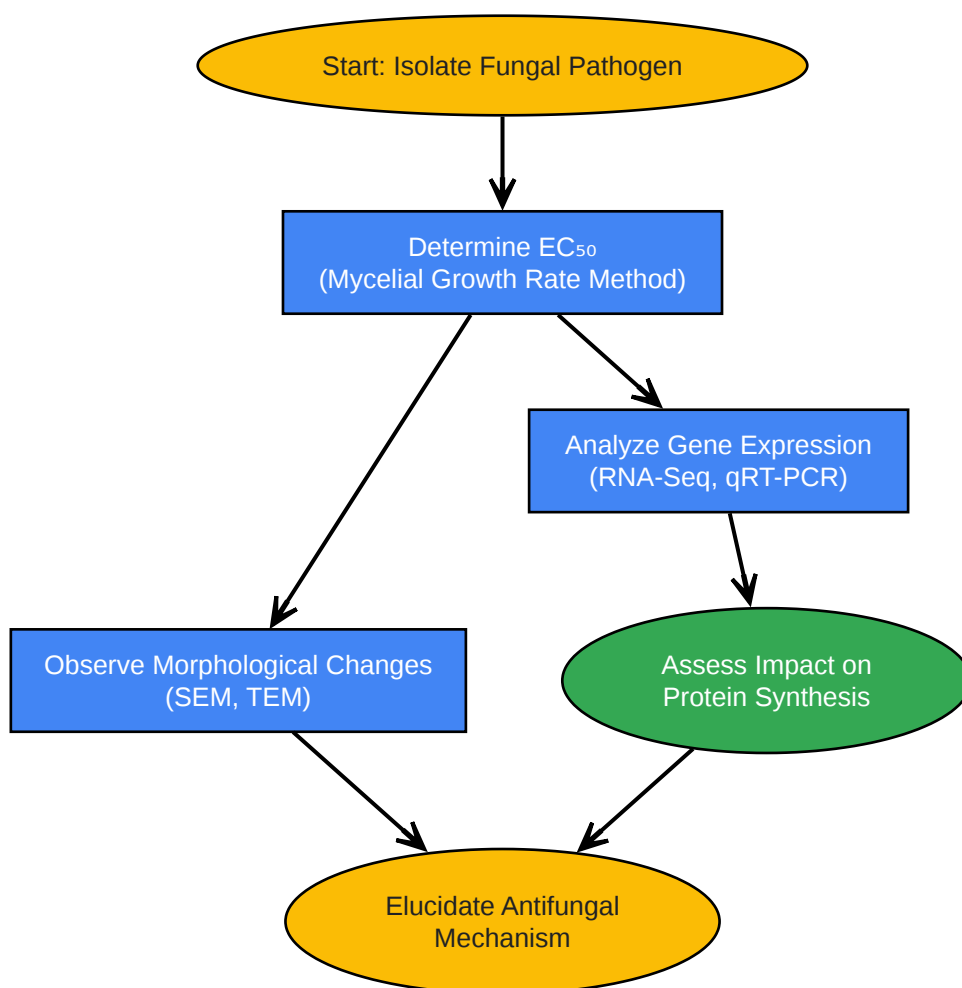 Start: Isolate Fungal Pathogen
Determine EC₅₀
(Mycelial Growth Rate Method)
Analyze Gene Expression
(RNA-Seq, qRT-PCR)
Observe Morphological Changes
(SEM, TEM)
Assess Impact on
Protein Synthesis
Elucidate Antifungal
Mechanism